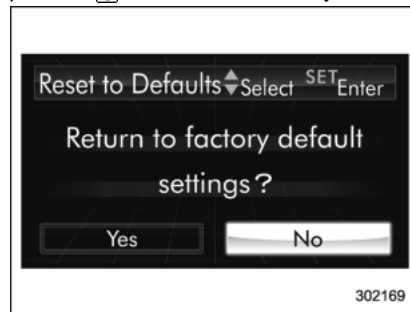 Reset to Defaults Select SET Enter
Return to factory default
settings?
Yes No
302169